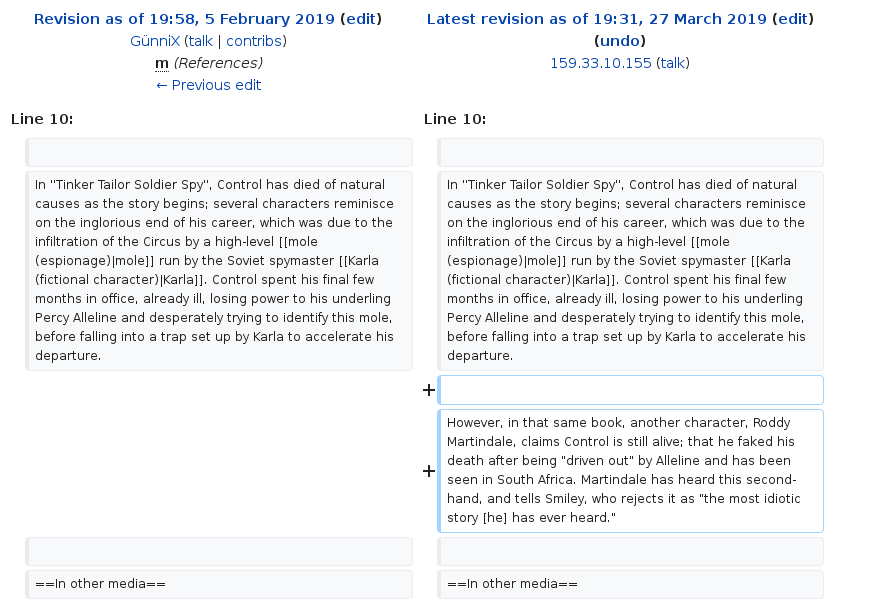 Revision as of 19:58, 5 February 2019 (edit)
GünniX (talk | contribs)
m (References)
← Previous edit
Latest revision as of 19:31, 27 March 2019 (edit)
(undo)
159.33.10.155 (talk)
Line 10:
Line 10:
In "Tinker Tailor Soldier Spy", Control has died of natural
causes as the story begins; several characters reminisce
on the inglorious end of his career, which was due to the
infiltration of the Circus by a high-level [[mole
(espionage)|mole]] run by the Soviet spymaster [[Karla
(fictional character)|Karla]]. Control spent his final few
months in office, already ill, losing power to his underling
Percy Alleline and desperately trying to identify this mole,
before falling into a trap set up by Karla to accelerate his
departure.
In "Tinker Tailor Soldier Spy", Control has died of natural
causes as the story begins; several characters reminisce
on the inglorious end of his career, which was due to the
infiltration of the Circus by a high-level [[mole
(espionage)|mole]] run by the Soviet spymaster [[Karla
(fictional character)|Karla]]. Control spent his final few
months in office, already ill, losing power to his underling
Percy Alleline and desperately trying to identify this mole,
before falling into a trap set up by Karla to accelerate his
departure.
+
+
However, in that same book, another character, Roddy
Martindale, claims Control is still alive; that he faked his
death after being "driven out" by Alleline and has been
seen in South Africa. Martindale has heard this second-
hand, and tells Smiley, who rejects it as "the most idiotic
story [he] has ever heard."
==In other media==
==In other media==